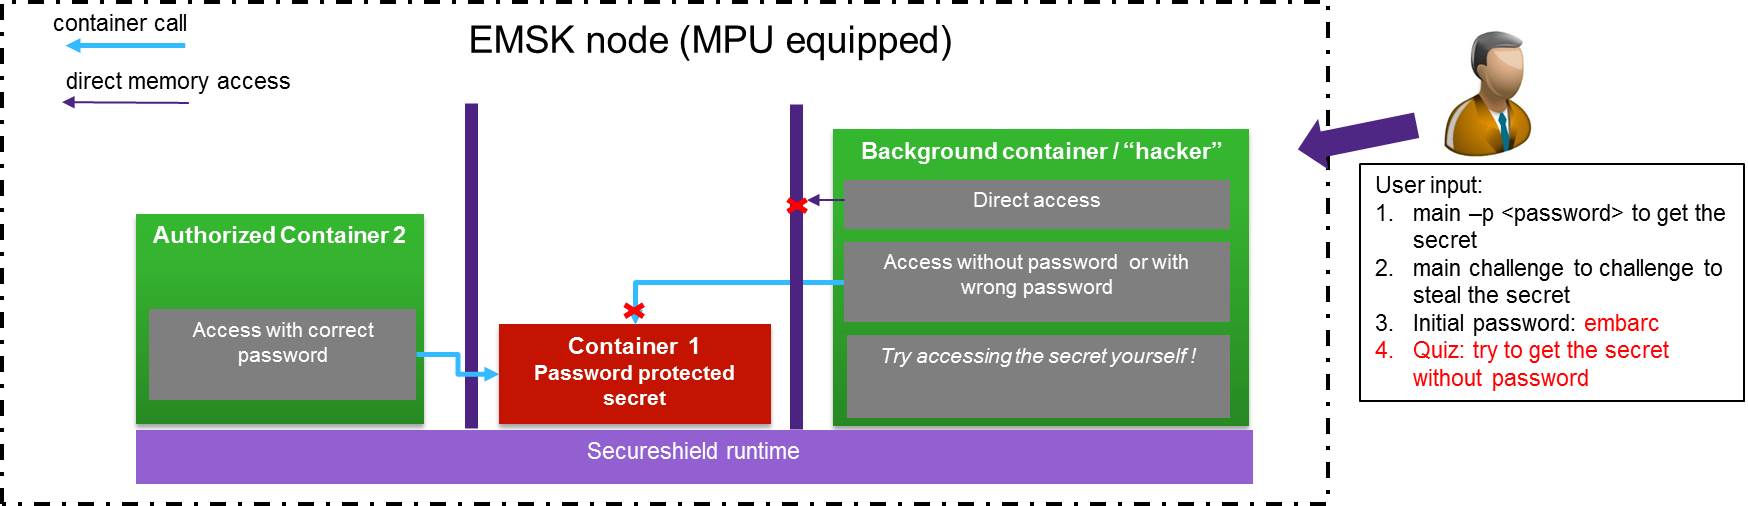 container call
direct memory access
EMSK node (MPU equipped)
Authorized Container 2
Access with correct
password
Container 1
Password protected
secret
Background container / “hacker”
Direct access
Access without password or with
wrong password
Try accessing the secret yourself !
Secureshield runtime
User input:
1. main –p <password> to get the
secret
2. main challenge to challenge to
steal the secret
3. Initial password: embarc
4. Quiz: try to get the secret
without password